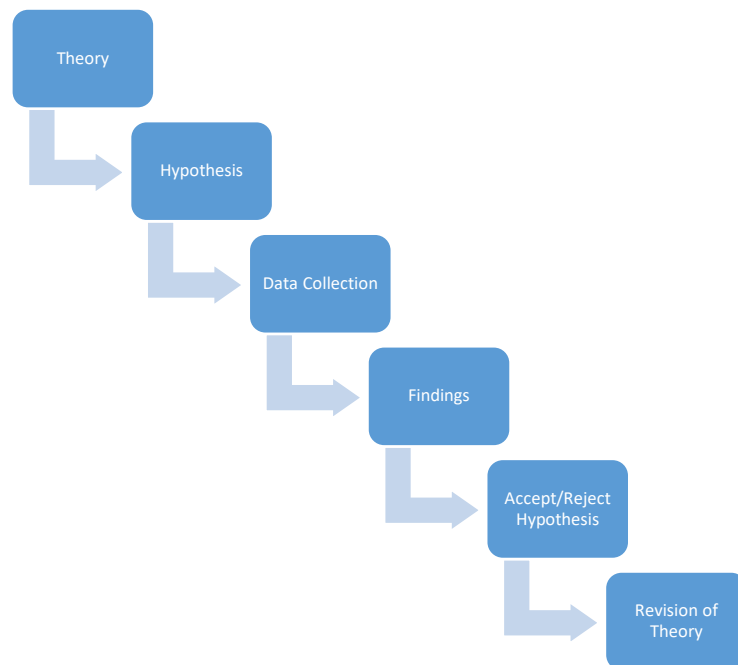 Theory
Hypothesis
Data Collection
Findings
Accept/Reject
Hypothesis
Revision of
Theory